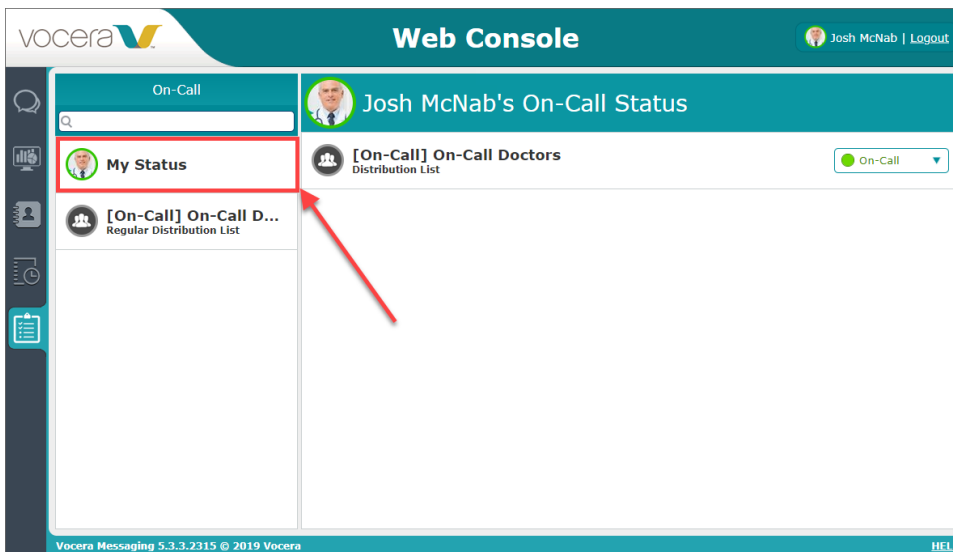 vocera
Web Console
Josh McNab | Logout
On-Call
My Status
[On-Call] On-Call D...
Regular Distribution List
Josh McNab's On-Call Status
[On-Call] On-Call Doctors
Distribution List
On-Call
Vocera Messaging 5.3.3.2315 © 2019 Vocera
HEL